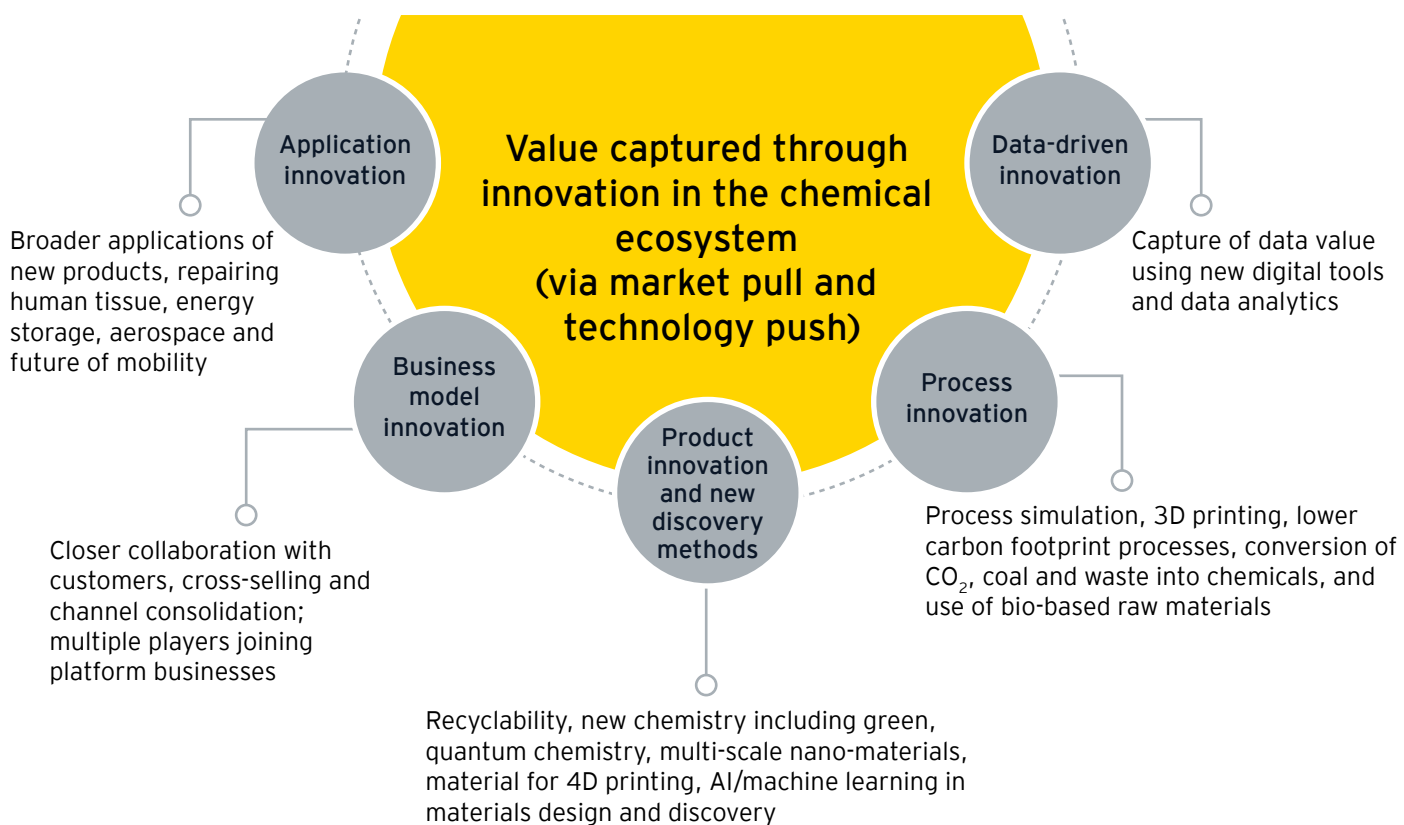 Value captured through
innovation in the chemical
ecosystem
(via market pull and
technology push)
Application
innovation
Broader applications of
new products, repairing
human tissue, energy
storage, aerospace and
future of mobility
Business
model
innovation
Closer collaboration with
customers, cross-selling and
channel consolidation;
multiple players joining
platform businesses
Product
innovation
and new
discovery
methods
Recyclability, new chemistry including green,
quantum chemistry, multi-scale nano-materials,
material for 4D printing, AI/machine learning in
materials design and discovery
Process
innovation
Process simulation, 3D printing, lower
carbon footprint processes, conversion of
CO₂, coal and waste into chemicals, and
use of bio-based raw materials
Data-driven
innovation
Capture of data value
using new digital tools
and data analytics